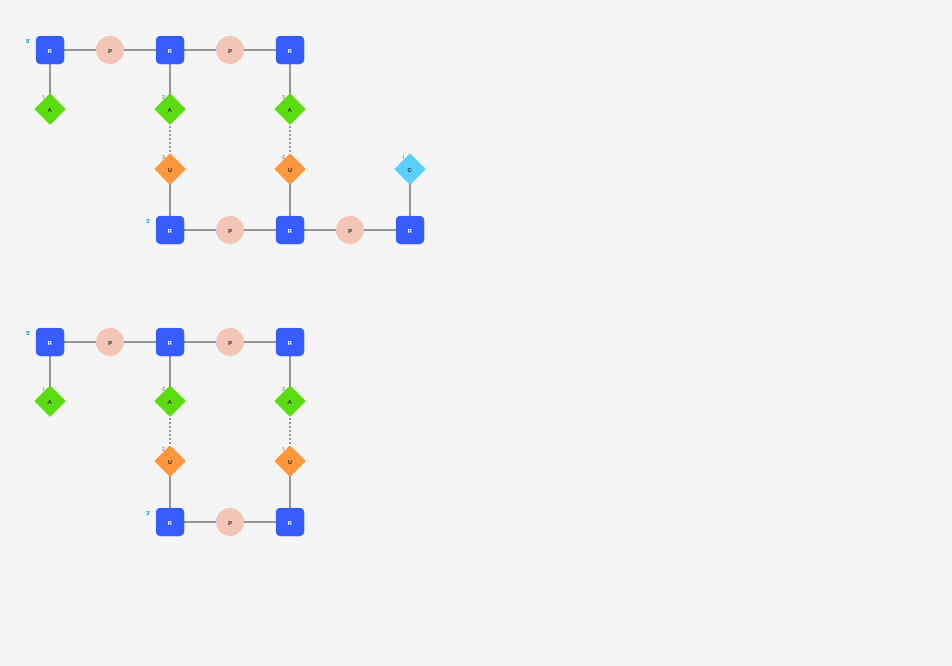 5' R P R P R
1 2 3
A A A
3 2 1
U U C
3' R P R P R
5' R P R P R
1 2 3
A A A
2 1
U U
3' R P R